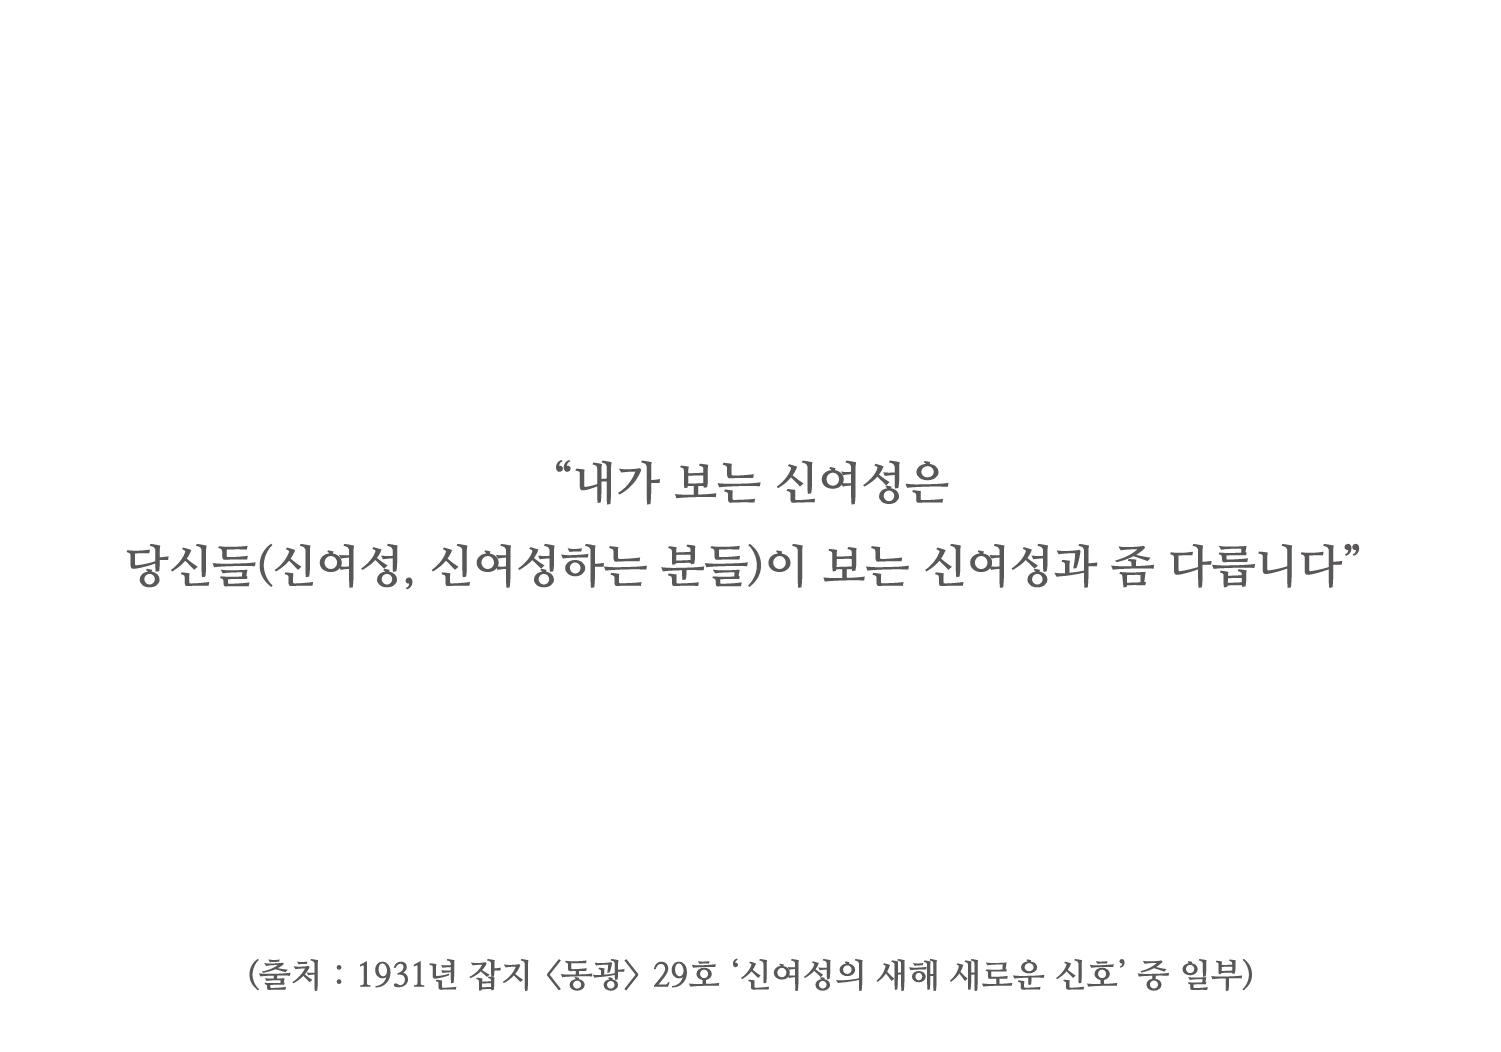 “내가 보는 신여성은
당신들(신여성, 신여성하는 분들)이 보는 신여성과 좀 다릅니다”
(출처 : 1931년 잡지 〈동광〉 29호 ‘신여성의 새해 새로운 신호’ 중 일부)